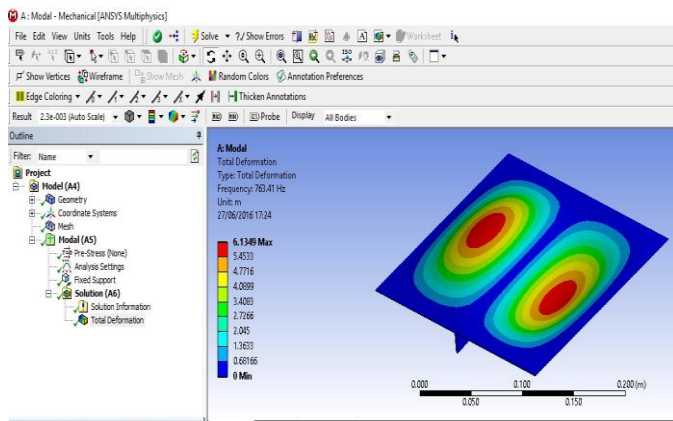 A : Modal - Mechanical [ANSYS Multiphysics]
File Edit View Units Tools Help Solve ?/ Show Errors A Worksheet
ISO
Show Vertices Wireframe Show Mesh Random Colors Annotation Preferences
Edge Coloring Thicken Annotations
Result 2.3e-003 (Auto Scale) Probe Display All Bodies
Outline
Filter: Name
Project
Model (A4)
Geometry
Coordinate Systems
Mesh
Modal (A5)
Pre-Stress (None)
Analysis Settings
Fixed Support
Solution (A6)
Solution Information
Total Deformation
A: Modal
Total Deformation
Type: Total Deformation
Frequency: 763.41 Hz
Unit: m
27/06/2016 17:24
6.1349 Max
5.4533
4.7716
4.0899
3.4083
2.7266
2.045
1.3633
0.68166
0 Min
0.000 0.100 0.200 (m)
0.050 0.150